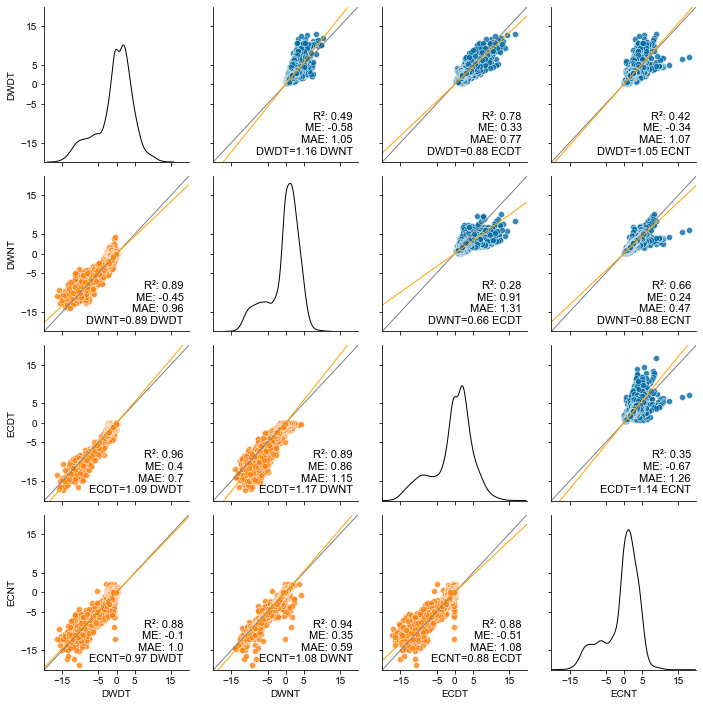 DWDT
15
5
0
−5
−15
R²: 0.49
ME: -0.58
MAE: 1.05
DWDT=1.16 DWNT
R²: 0.78
ME: 0.33
MAE: 0.77
DWDT=0.88 ECDT
R²: 0.42
ME: -0.34
MAE: 1.07
DWDT=1.05 ECNT
DWNT
15
5
0
−5
−15
R²: 0.89
ME: -0.45
MAE: 0.96
DWNT=0.89 DWDT
R²: 0.28
ME: 0.91
MAE: 1.31
DWNT=0.66 ECDT
R²: 0.66
ME: 0.24
MAE: 0.47
DWNT=0.88 ECNT
ECDT
15
5
0
−5
−15
R²: 0.96
ME: 0.4
MAE: 0.7
ECDT=1.09 DWDT
R²: 0.89
ME: 0.86
MAE: 1.15
ECDT=1.17 DWNT
R²: 0.35
ME: -0.67
MAE: 1.26
ECDT=1.14 ECNT
ECNT
15
5
0
−5
−15
R²: 0.88
ME: -0.1
MAE: 1.0
ECNT=0.97 DWDT
R²: 0.94
ME: 0.35
MAE: 0.59
ECNT=1.08 DWNT
R²: 0.88
ME: -0.51
MAE: 1.08
ECNT=0.88 ECDT
−15 −5 0 5 15
−15 −5 0 5 15
−15 −5 0 5 15
−15 −5 0 5 15
DWDT
DWNT
ECDT
ECNT